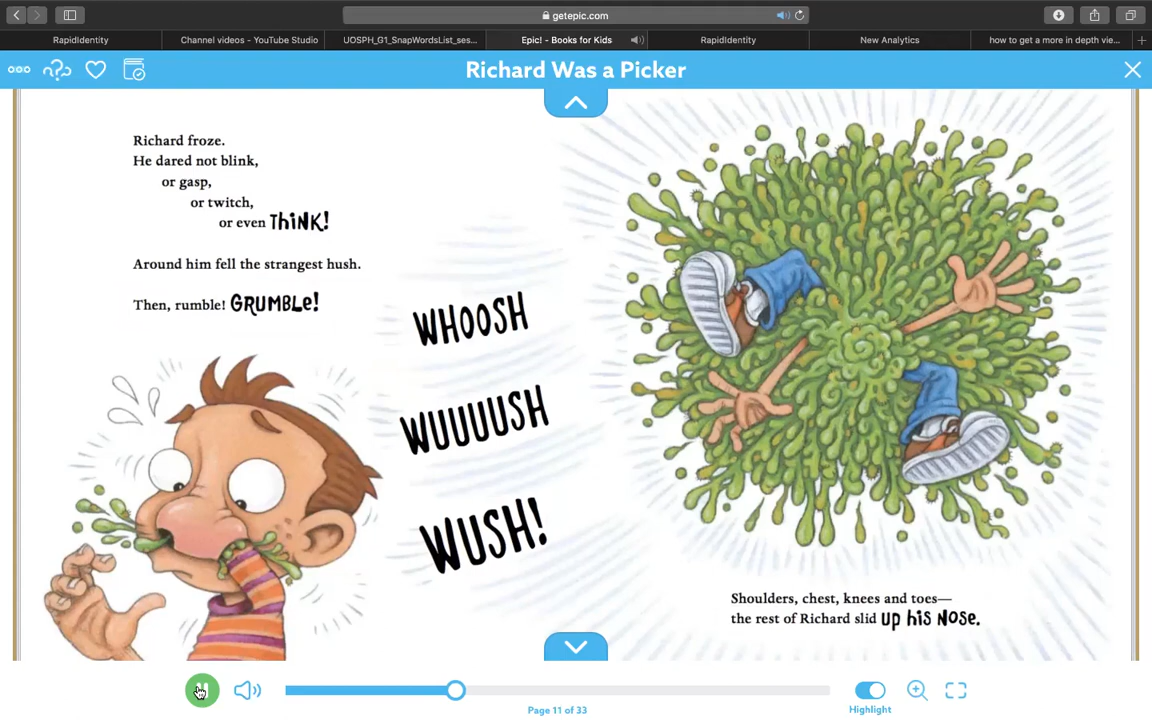 getepic.com
RapidIdentity
Channel videos - YouTube Studio
UOSPH_G1_SnapWordsList_ses...
Epic! - Books for Kids
RapidIdentity
New Analytics
how to get a more in depth vie...
Richard Was a Picker
Richard froze.
He dared not blink,
or gasp,
or twitch,
or even THiNK!
Around him fell the strangest hush.
Then, rumble! GRUMBLe!
WHOOSH
WUUUUSH
WUSH!
Shoulders, chest, knees and toes—
the rest of Richard slid up his Nose.
Page 11 of 33
Highlight